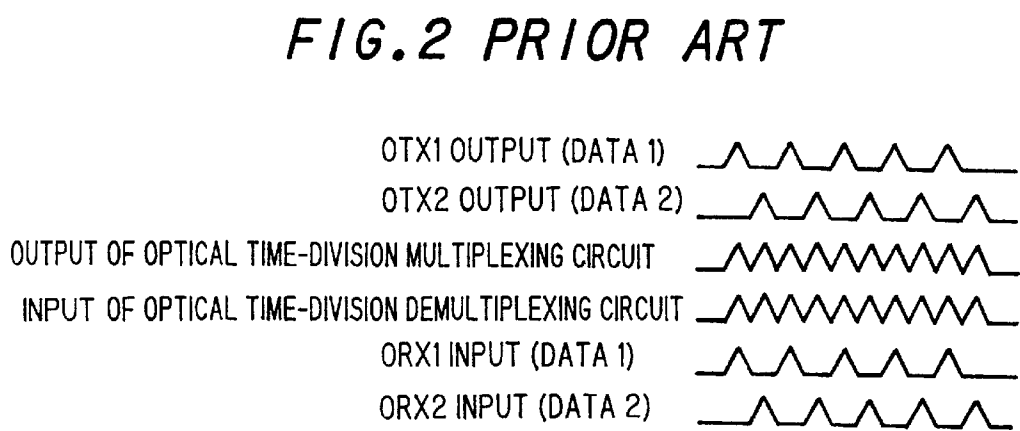 FIG.2 PRIOR ART
OTX1 OUTPUT (DATA 1)
OTX2 OUTPUT (DATA 2)
OUTPUT OF OPTICAL TIME-DIVISION MULTIPLEXING CIRCUIT
INPUT OF OPTICAL TIME-DIVISION DEMULTIPLEXING CIRCUIT
ORX1 INPUT (DATA 1)
ORX2 INPUT (DATA 2)